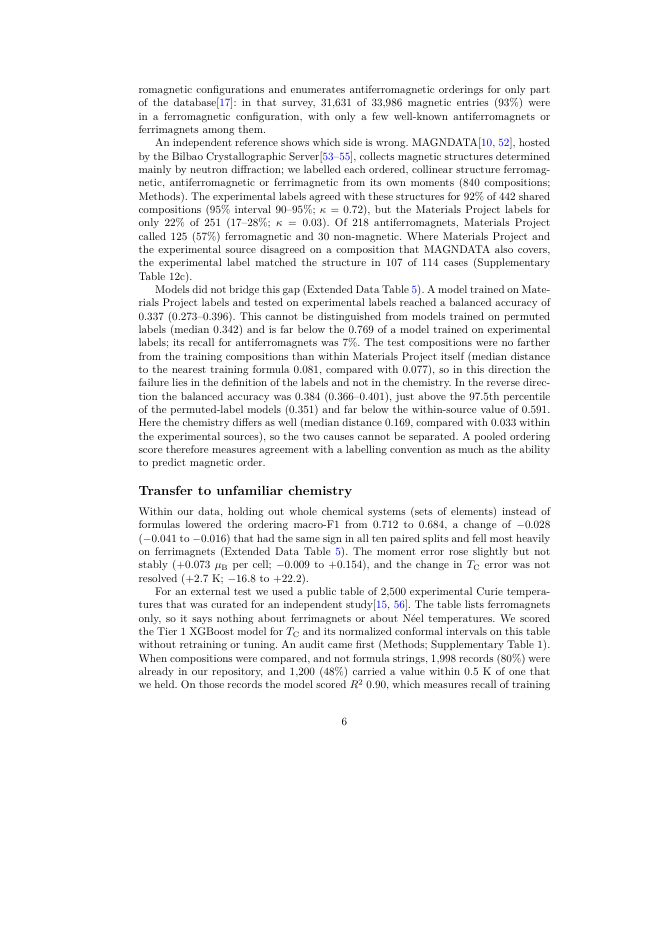 romagnetic configurations and enumerates antiferromagnetic orderings for only part
of the database[17]: in that survey, 31,631 of 33,986 magnetic entries (93%) were
in a ferromagnetic configuration, with only a few well-known antiferromagnets or
ferrimagnets among them.
An independent reference shows which side is wrong. MAGNDATA[10, 52], hosted
by the Bilbao Crystallographic Server[53–55], collects magnetic structures determined
mainly by neutron diffraction; we labelled each ordered, collinear structure ferromag-
netic, antiferromagnetic or ferrimagnetic from its own moments (840 compositions;
Methods). The experimental labels agreed with these structures for 92% of 442 shared
compositions (95% interval 90–95%; κ = 0.72), but the Materials Project labels for
only 22% of 251 (17–28%; κ = 0.03). Of 218 antiferromagnets, Materials Project
called 125 (57%) ferromagnetic and 30 non-magnetic. Where Materials Project and
the experimental source disagreed on a composition that MAGNDATA also covers,
the experimental label matched the structure in 107 of 114 cases (Supplementary
Table 12c).
Models did not bridge this gap (Extended Data Table 5). A model trained on Mate-
rials Project labels and tested on experimental labels reached a balanced accuracy of
0.337 (0.273–0.396). This cannot be distinguished from models trained on permuted
labels (median 0.342) and is far below the 0.769 of a model trained on experimental
labels; its recall for antiferromagnets was 7%. The test compositions were no farther
from the training compositions than within Materials Project itself (median distance
to the nearest training formula 0.081, compared with 0.077), so in this direction the
failure lies in the definition of the labels and not in the chemistry. In the reverse direc-
tion the balanced accuracy was 0.384 (0.366–0.401), just above the 97.5th percentile
of the permuted-label models (0.351) and far below the within-source value of 0.591.
Here the chemistry differs as well (median distance 0.169, compared with 0.033 within
the experimental sources), so the two causes cannot be separated. A pooled ordering
score therefore measures agreement with a labelling convention as much as the ability
to predict magnetic order.
Transfer to unfamiliar chemistry
Within our data, holding out whole chemical systems (sets of elements) instead of
formulas lowered the ordering macro-F1 from 0.712 to 0.684, a change of −0.028
(−0.041 to −0.016) that had the same sign in all ten paired splits and fell most heavily
on ferrimagnets (Extended Data Table 5). The moment error rose slightly but not
stably (+0.073 μB per cell; −0.009 to +0.154), and the change in TC error was not
resolved (+2.7 K; −16.8 to +22.2).
For an external test we used a public table of 2,500 experimental Curie tempera-
tures that was curated for an independent study[15, 56]. The table lists ferromagnets
only, so it says nothing about ferrimagnets or about Néel temperatures. We scored
the Tier 1 XGBoost model for TC and its normalized conformal intervals on this table
without retraining or tuning. An audit came first (Methods; Supplementary Table 1).
When compositions were compared, and not formula strings, 1,998 records (80%) were
already in our repository, and 1,200 (48%) carried a value within 0.5 K of one that
we held. On those records the model scored R2 0.90, which measures recall of training
6